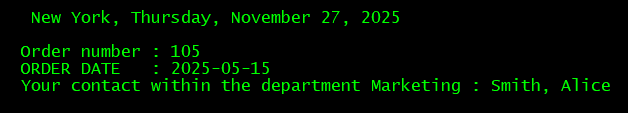 New York, Thursday, November 27, 2025
Order number : 105
ORDER DATE   : 2025-05-15
Your contact within the department Marketing : Smith, Alice